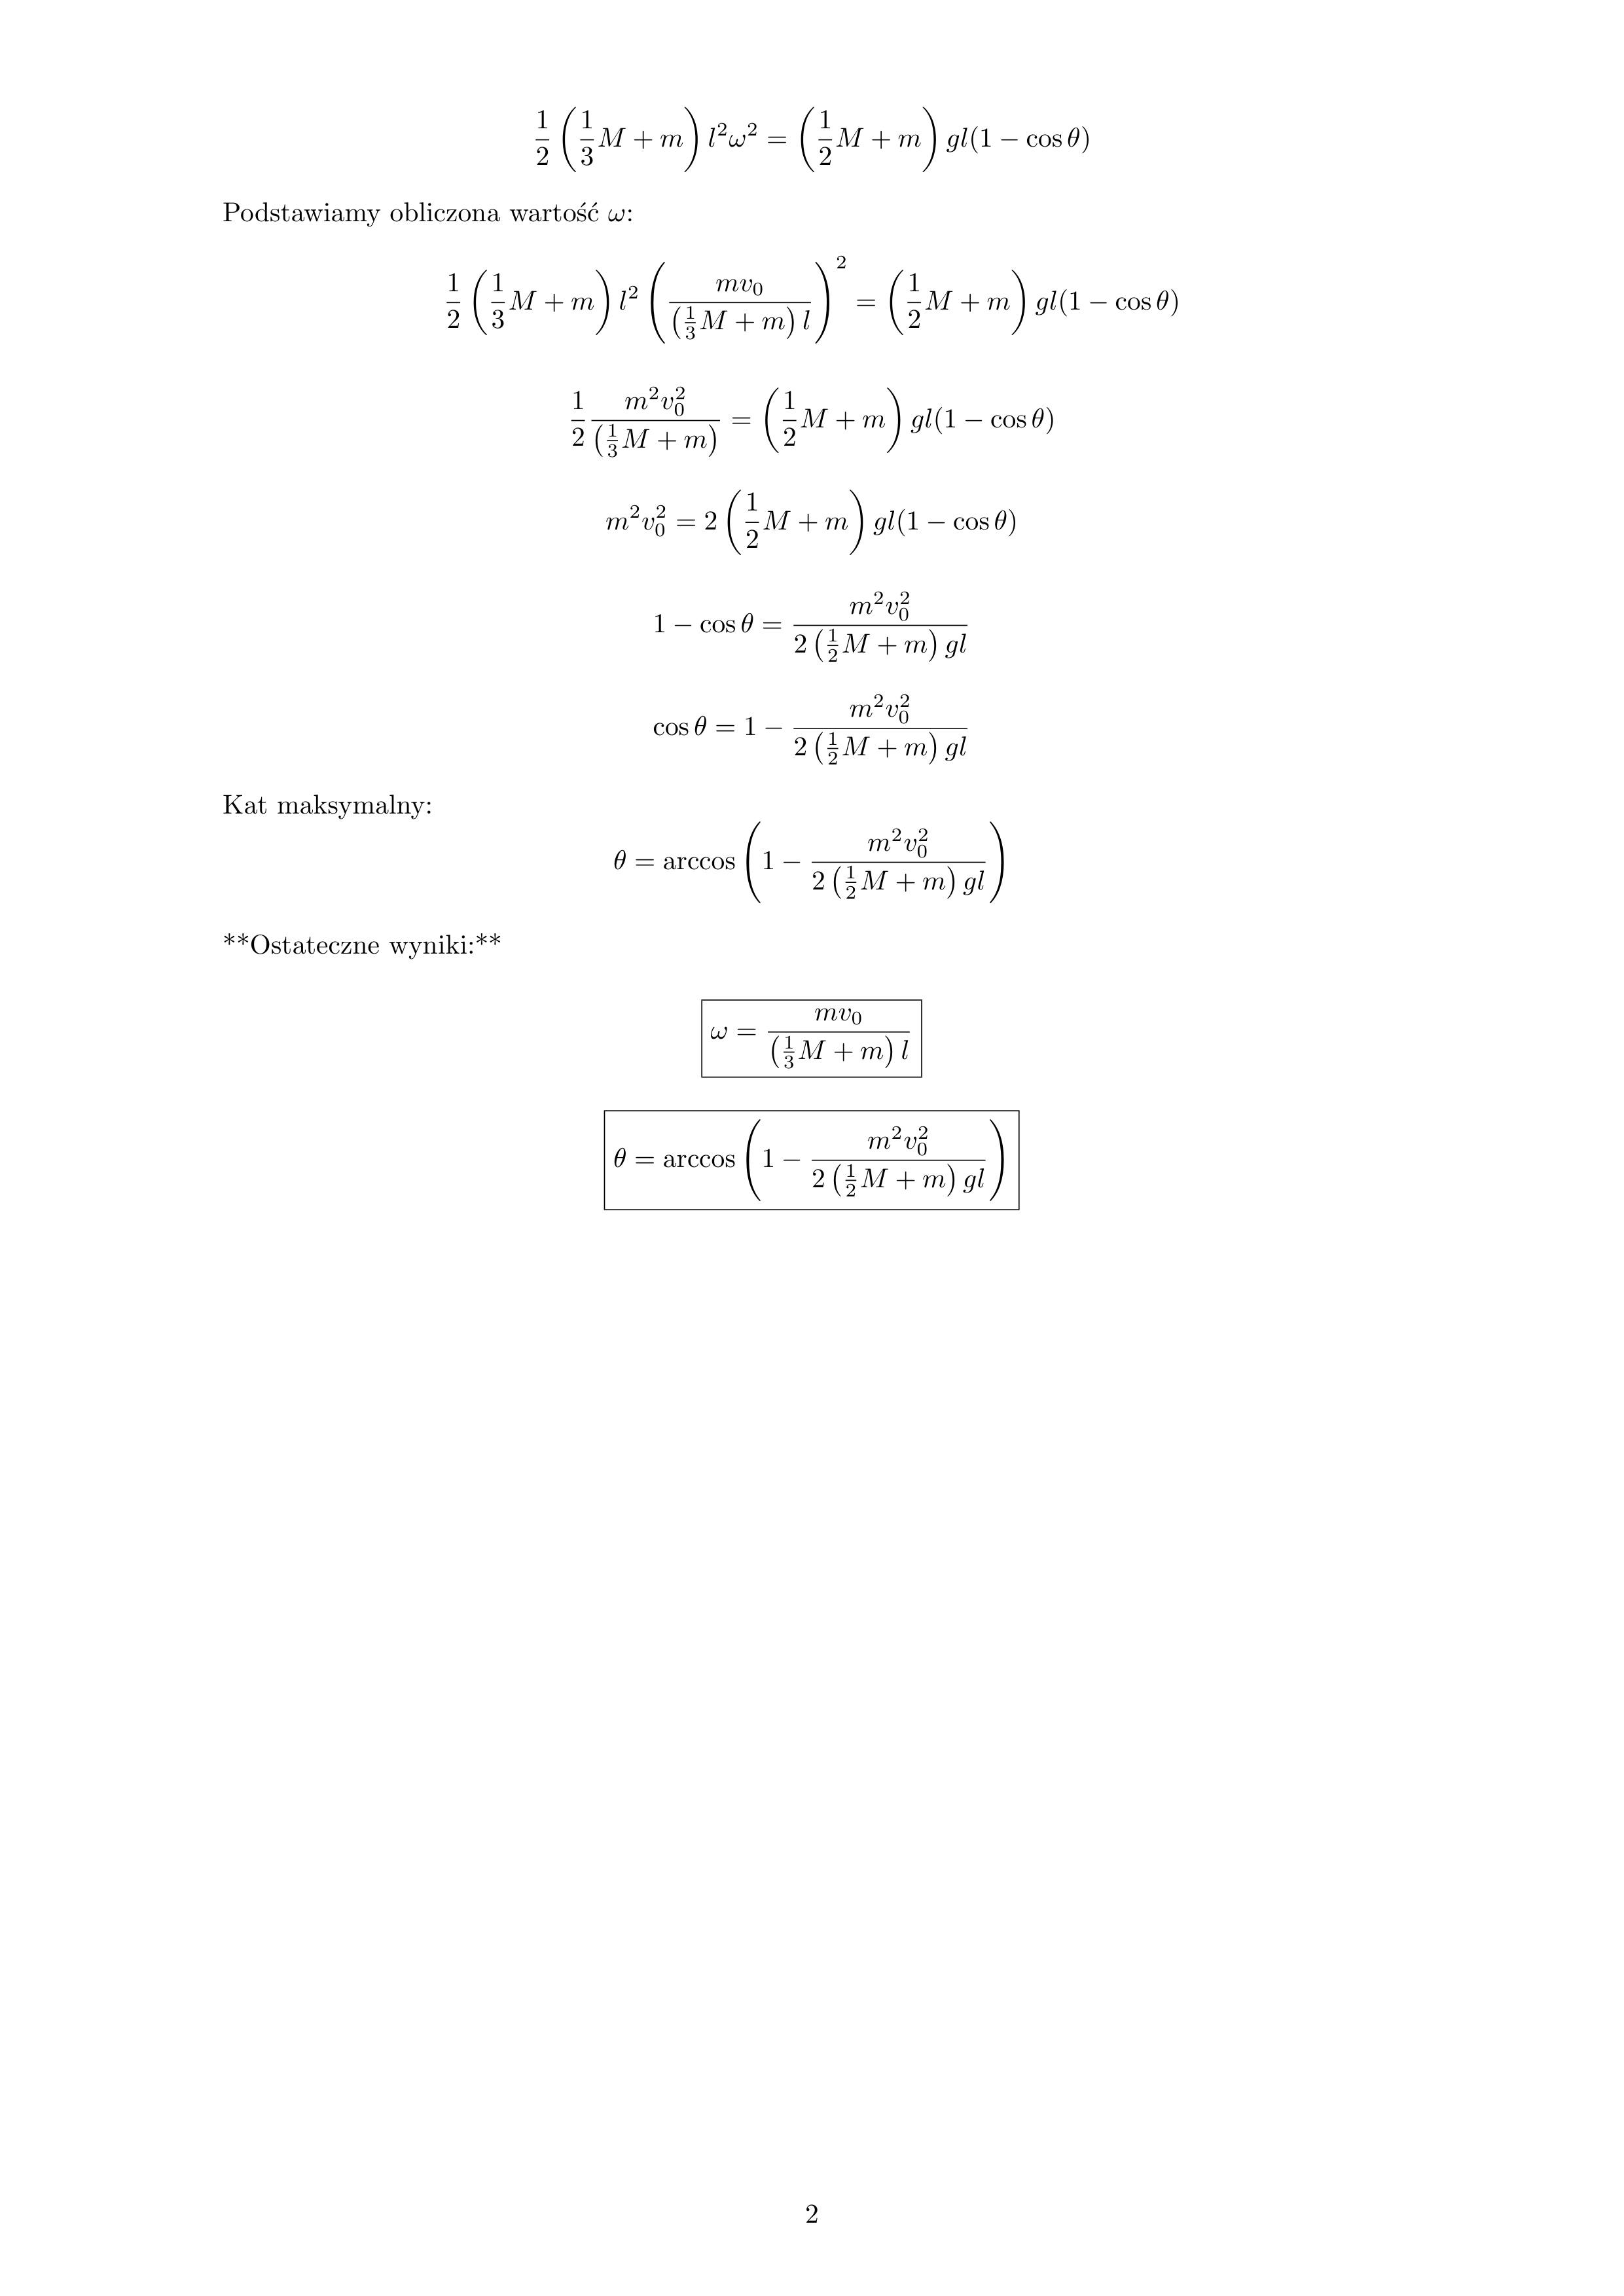 $$\frac{1}{2}\left(\frac{1}{3}M+m\right)l^2\omega^2=\left(\frac{1}{2}M+m\right)gl(1-\cos\theta)$$
Podstawiamy obliczona wartość $\omega$:
$$\frac{1}{2}\left(\frac{1}{3}M+m\right)l^2\left(\frac{mv_0}{\left(\frac{1}{3}M+m\right)l}\right)^2=\left(\frac{1}{2}M+m\right)gl(1-\cos\theta)$$
$$\frac{1}{2}\frac{m^2v_0^2}{\left(\frac{1}{3}M+m\right)}=\left(\frac{1}{2}M+m\right)gl(1-\cos\theta)$$
$$m^2v_0^2=2\left(\frac{1}{2}M+m\right)gl(1-\cos\theta)$$
$$1-\cos\theta=\frac{m^2v_0^2}{2\left(\frac{1}{2}M+m\right)gl}$$
$$\cos\theta=1-\frac{m^2v_0^2}{2\left(\frac{1}{2}M+m\right)gl}$$
Kat maksymalny:
$$\theta=\arccos\left(1-\frac{m^2v_0^2}{2\left(\frac{1}{2}M+m\right)gl}\right)$$
**Ostateczne wyniki:**
$$\boxed{\omega=\frac{mv_0}{\left(\frac{1}{3}M+m\right)l}}$$
$$\boxed{\theta=\arccos\left(1-\frac{m^2v_0^2}{2\left(\frac{1}{2}M+m\right)gl}\right)}$$
2